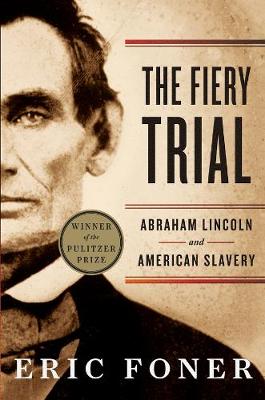 THE FIERY
TRIAL
ABRAHAM LINCOLN
and
AMERICAN SLAVERY
WINNER
of the
PULITZER
PRIZE
ERIC FONER